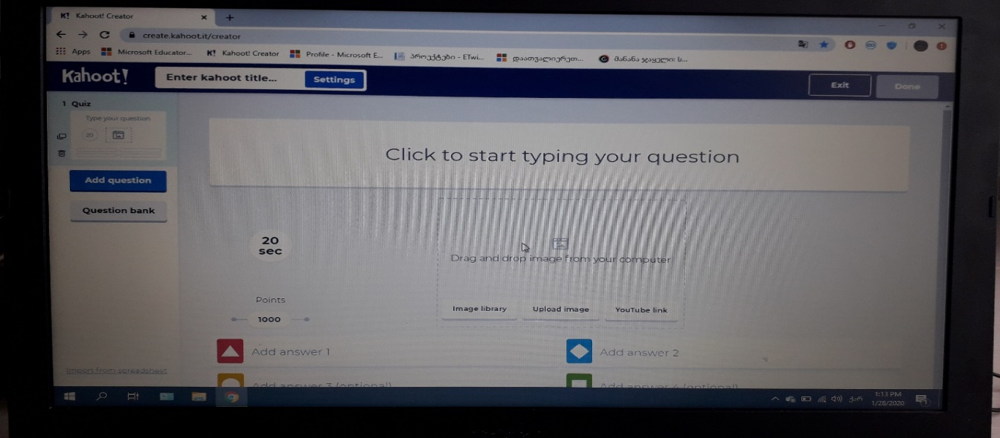 K! Kahoot! Creator
create.kahoot.it/creator
Apps Microsoft Educator... K! Kahoot! Creator Profile - Microsoft E... პროექტები - ETwi... დაათვალიერეთ... მანანა ჯაყელი: ს...
Kahoot! Enter kahoot title... Settings Exit Done
1 Quiz
Type your question
20
Click to start typing your question
Add question
Question bank
20
sec
Drag and drop image from your computer
Points
1000
Image library Upload image YouTube link
Add answer 1 Add answer 2
Import from spreadsheet
Add answer 3 (optional) Add answer 4 (optional)
ქარ 1:13 PM
1/28/2020
1